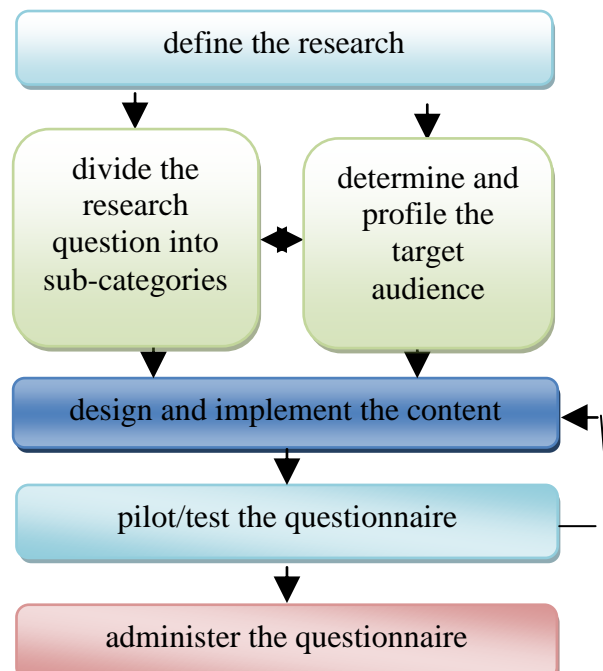 define the research
divide the
research
question into
sub-categories
determine and
profile the
target
audience
design and implement the content
pilot/test the questionnaire
administer the questionnaire